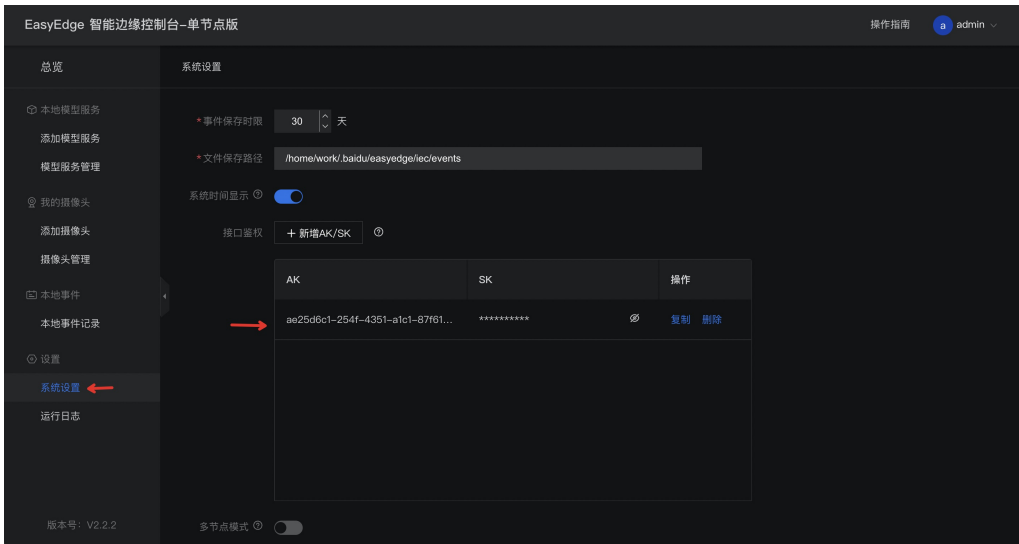 EasyEdge 智能边缘控制台-单节点版
操作指南
a admin
总览
系统设置
本地模型服务
添加模型服务
模型服务管理
我的摄像头
添加摄像头
摄像头管理
本地事件
本地事件记录
设置
系统设置
运行日志
版本号: V2.2.2
*事件保存时限 30 天
*文件保存路径 /home/work/.baidu/easyedge/iec/events
系统时间显示 ?
接口鉴权 + 新增AK/SK ?
AK SK 操作
ae25d6c1-254f-4351-a1c1-87f61... ********** 复制 删除
多节点模式 ?